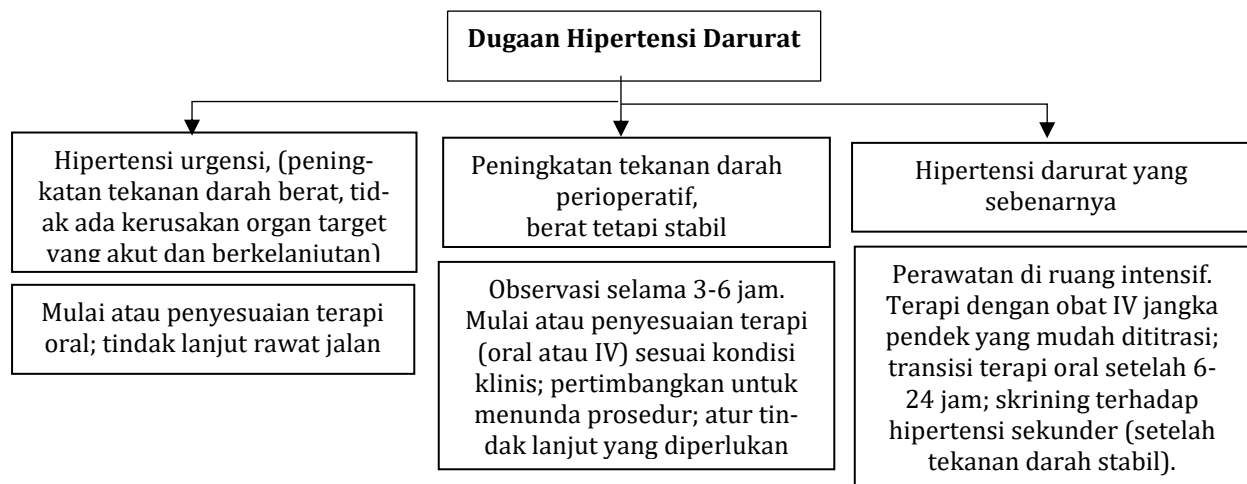 Dugaan Hipertensi Darurat
Hipertensi urgensi, (pening-
katan tekanan darah berat, tid-
ak ada kerusakan organ target
yang akut dan berkelanjutan)
Mulai atau penyesuaian terapi
oral; tindak lanjut rawat jalan
Peningkatan tekanan darah
perioperatif,
berat tetapi stabil
Observasi selama 3-6 jam.
Mulai atau penyesuaian terapi
(oral atau IV) sesuai kondisi
klinis; pertimbangkan untuk
menunda prosedur; atur tin-
dak lanjut yang diperlukan
Hipertensi darurat yang
sebenarnya
Perawatan di ruang intensif.
Terapi dengan obat IV jangka
pendek yang mudah dititrasi;
transisi terapi oral setelah 6-
24 jam; skrining terhadap
hipertensi sekunder (setelah
tekanan darah stabil).